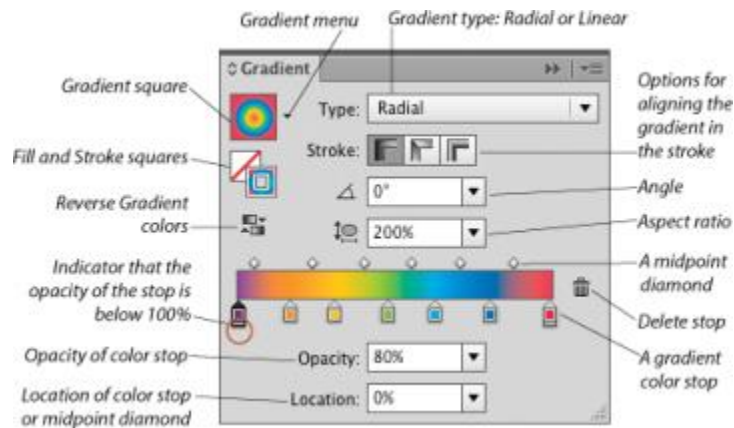 Gradient menu
Gradient type: Radial or Linear
Gradient
Gradient square
Type: Radial
Options for
aligning the
gradient in
the stroke
Stroke:
Fill and Stroke squares
0°
Angle
Reverse Gradient
colors
200%
Aspect ratio
Indicator that the
opacity of the stop is
below 100%
A midpoint
diamond
Delete stop
Opacity of color stop
Opacity: 80%
A gradient
color stop
Location of color stop
or midpoint diamond
Location: 0%